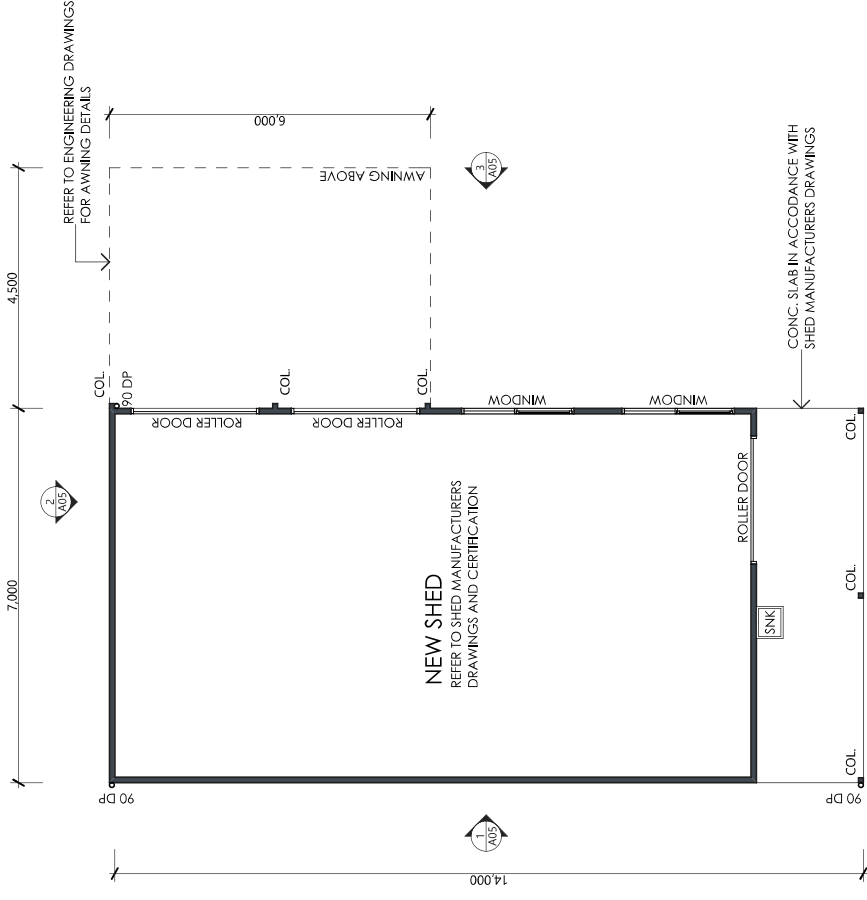 REFER TO ENGINEERING DRAWINGS
FOR AWNING DETAILS
6,000
4,500
AWNING ABOVE
3
A05
COL.
90 DP
COL.
COL.
ROLLER DOOR
ROLLER DOOR
WINDOW
WINDOW
CONC. SLAB IN ACCODANCE WITH
SHED MANUFACTURERS DRAWINGS
2
A05
7,000
NEW SHED
REFER TO SHED MANUFACTURERS
DRAWINGS AND CERTIFICATION
ROLLER DOOR
SNK
COL.
COL.
COL.
90 DP
90 DP
1
A05
14,000